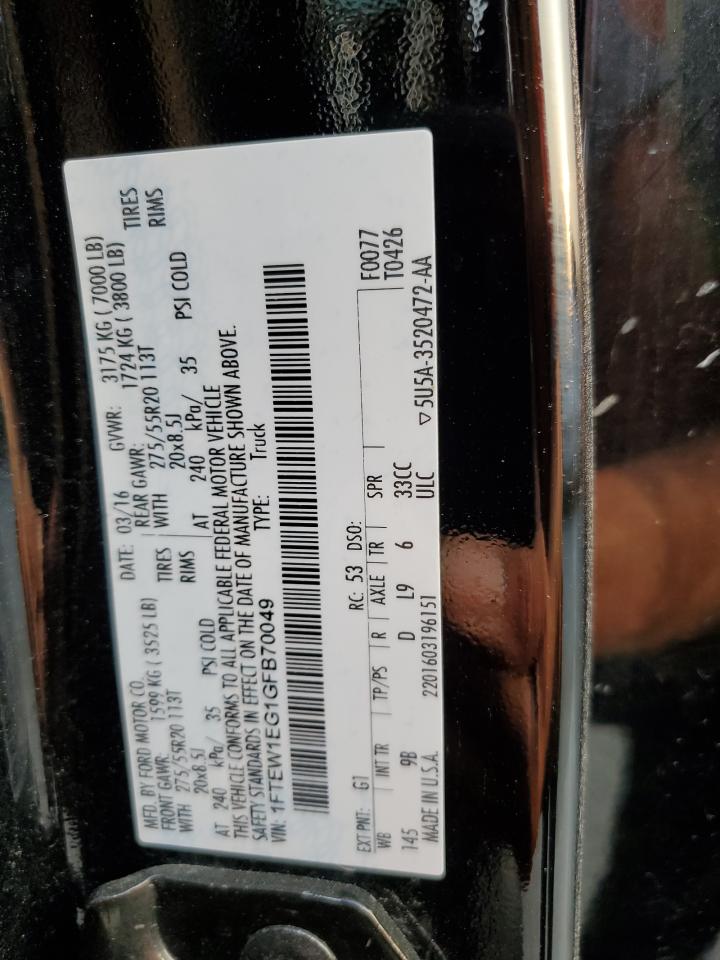 MFD. BY FORD MOTOR CO. DATE: 03/16 GVWR: 3175 KG ( 7000 LB)
FRONT GAWR: 1599 KG ( 3525 LB) REAR GAWR: 1724 KG ( 3800 LB)
WITH 275/55R20 113T TIRES WITH 275/55R20 113T TIRES
20x8.5J RIMS 20x8.5J RIMS
AT 240 kPa/ 35 PSI COLD AT 240 kPa/ 35 PSI COLD
THIS VEHICLE CONFORMS TO ALL APPLICABLE FEDERAL MOTOR VEHICLE
SAFETY STANDARDS IN EFFECT ON THE DATE OF MANUFACTURE SHOWN ABOVE.
VIN: 1FTEW1EG1GFB70049 TYPE: Truck
EXT PNT: G1 RC: 53 DSO: F0077
WB INT TR TP/PS R AXLE TR SPR T0426
145 9B D L9 6 33CC
MADE IN U.S.A. 2201603196151 ULC ▽ 5U5A-3520472-AA